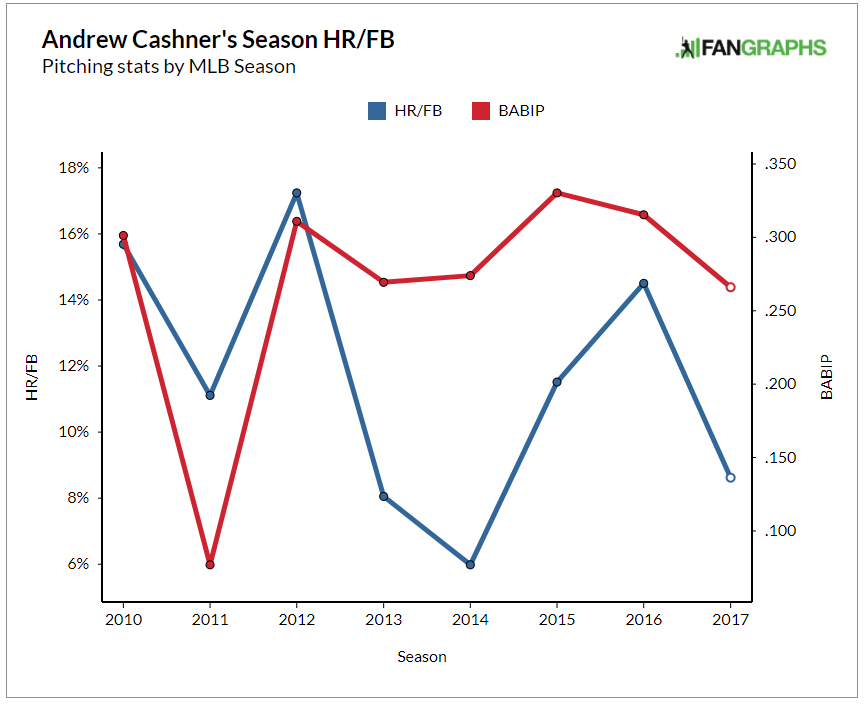 Andrew Cashner's Season HR/FB
Pitching stats by MLB Season
FANGRAPHS
HR/FB
BABIP
18%
16%
14%
12%
10%
8%
6%
HR/FB
.350
.300
.250
.200
.150
.100
BABIP
2010 2011 2012 2013 2014 2015 2016 2017
Season